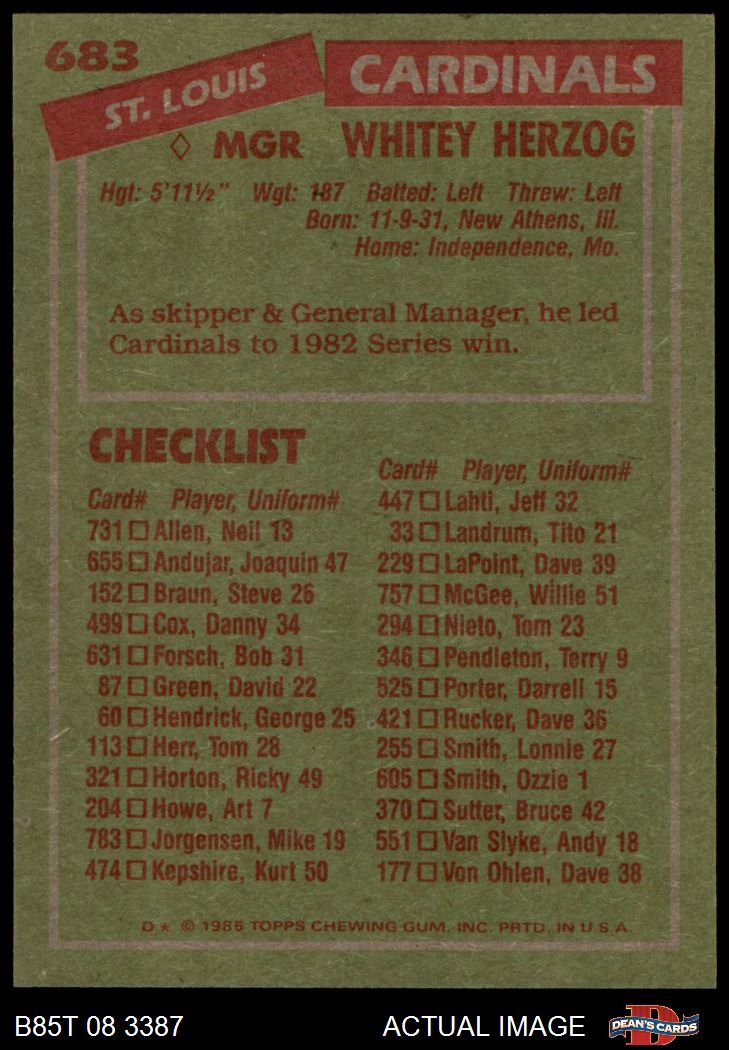 683
ST. LOUIS CARDINALS
◊ MGR WHITEY HERZOG
Hgt: 5'11½" Wgt: 187 Batted: Left Threw: Left
Born: 11-9-31, New Athens, Ill.
Home: Independence, Mo.
As skipper & General Manager, he led
Cardinals to 1982 Series win.
CHECKLIST
Card# Player, Uniform#
731 □ Allen, Neil 13
655 □ Andujar, Joaquin 47
152 □ Braun, Steve 26
499 □ Cox, Danny 34
631 □ Forsch, Bob 31
87 □ Green, David 22
60 □ Hendrick, George 25
113 □ Herr, Tom 28
321 □ Horton, Ricky 49
204 □ Howe, Art 7
783 □ Jorgensen, Mike 19
474 □ Kepshire, Kurt 50
Card# Player, Uniform#
447 □ Lahti, Jeff 32
33 □ Landrum, Tito 21
229 □ LaPoint, Dave 39
757 □ McGee, Willie 51
294 □ Nieto, Tom 23
346 □ Pendleton, Terry 9
525 □ Porter, Darrell 15
421 □ Rucker, Dave 36
255 □ Smith, Lonnie 27
605 □ Smith, Ozzie 1
370 □ Sutter, Bruce 42
551 □ Van Slyke, Andy 18
177 □ Von Ohlen, Dave 38
D* © 1985 TOPPS CHEWING GUM, INC. PRTD. IN U.S.A.
B85T 08 3387
ACTUAL IMAGE
D
DEAN'S CARDS